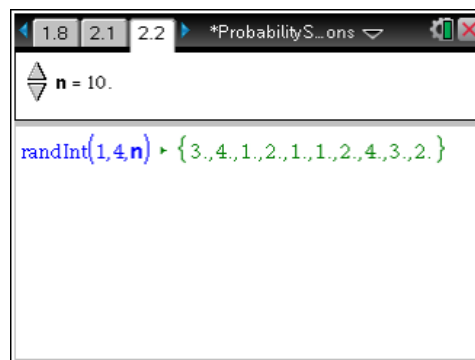 1.8 2.1 2.2 *ProbabilityS...ons
n = 10.
randInt(1,4,n) ▸ {3.,4.,1.,2.,1.,1.,2.,4.,3.,2.}